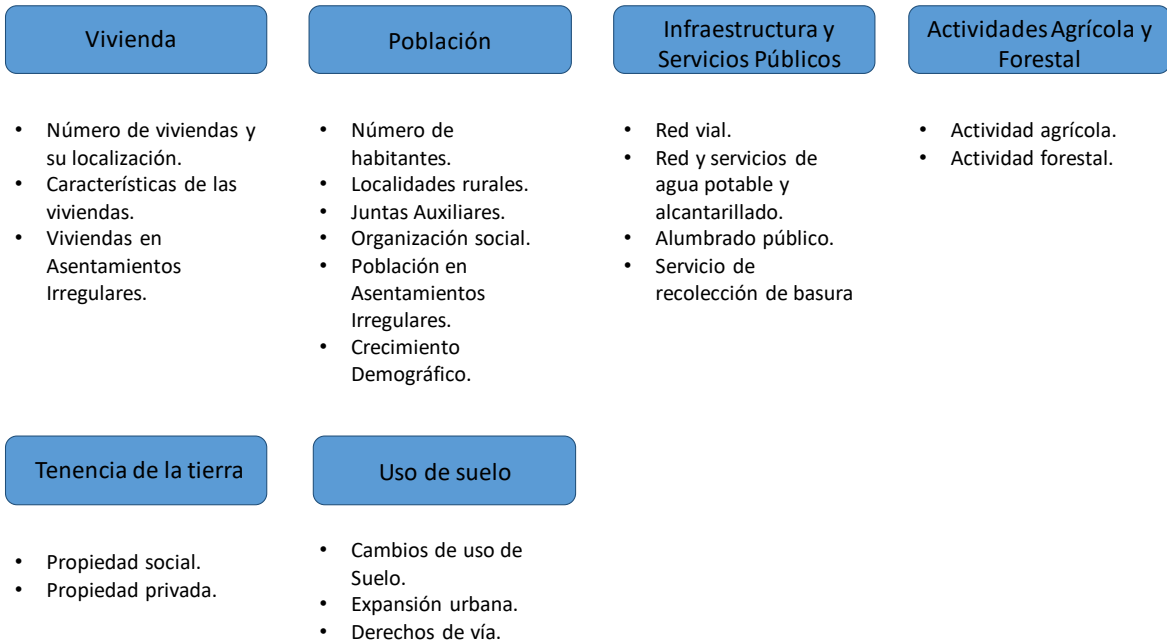 Vivienda
• Número de viviendas y
su localización.
• Características de las
viviendas.
• Viviendas en
Asentamientos
Irregulares.
Población
• Número de
habitantes.
• Localidades rurales.
• Juntas Auxiliares.
• Organización social.
• Población en
Asentamientos
Irregulares.
• Crecimiento
Demográfico.
Infraestructura y
Servicios Públicos
• Red vial.
• Red y servicios de
agua potable y
alcantarillado.
• Alumbrado público.
• Servicio de
recolección de basura
Actividades Agrícola y
Forestal
• Actividad agrícola.
• Actividad forestal.
Tenencia de la tierra
• Propiedad social.
• Propiedad privada.
Uso de suelo
• Cambios de uso de
Suelo.
• Expansión urbana.
• Derechos de vía.